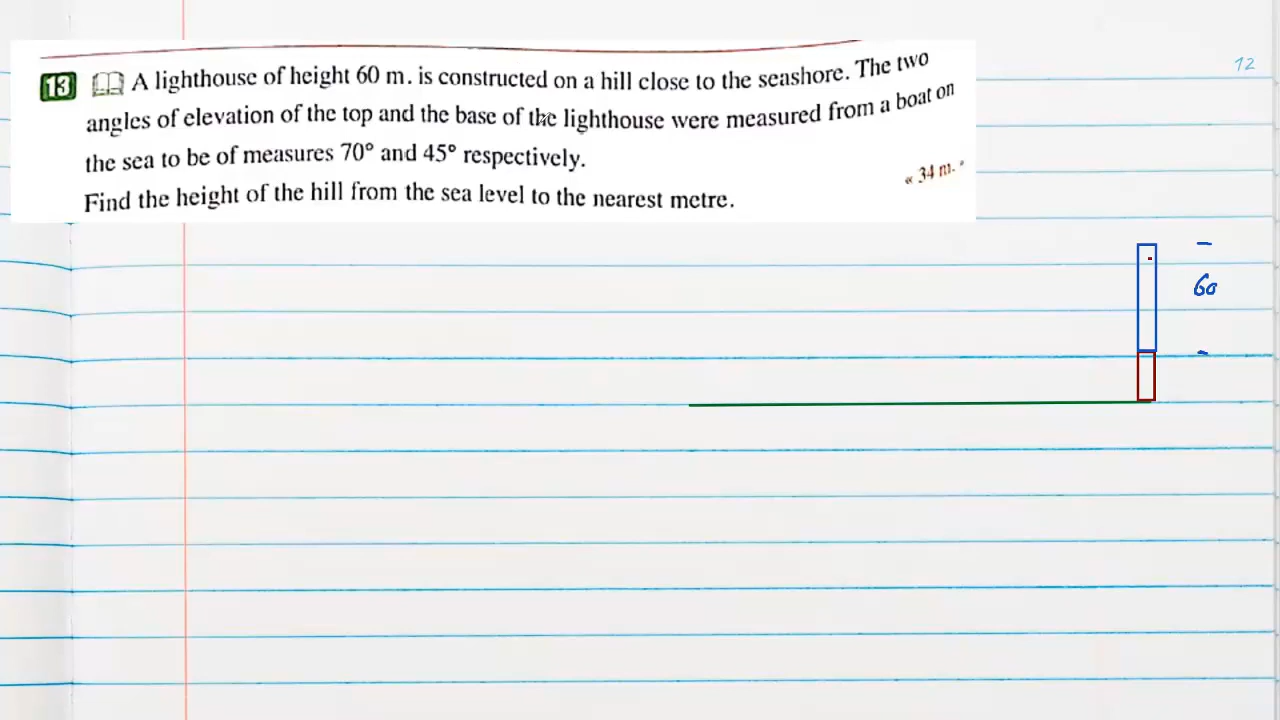 12
13 A lighthouse of height 60 m. is constructed on a hill close to the seashore. The two
angles of elevation of the top and the base of the lighthouse were measured from a boat on
the sea to be of measures 70° and 45° respectively.
« 34 m. »
Find the height of the hill from the sea level to the nearest metre.
60